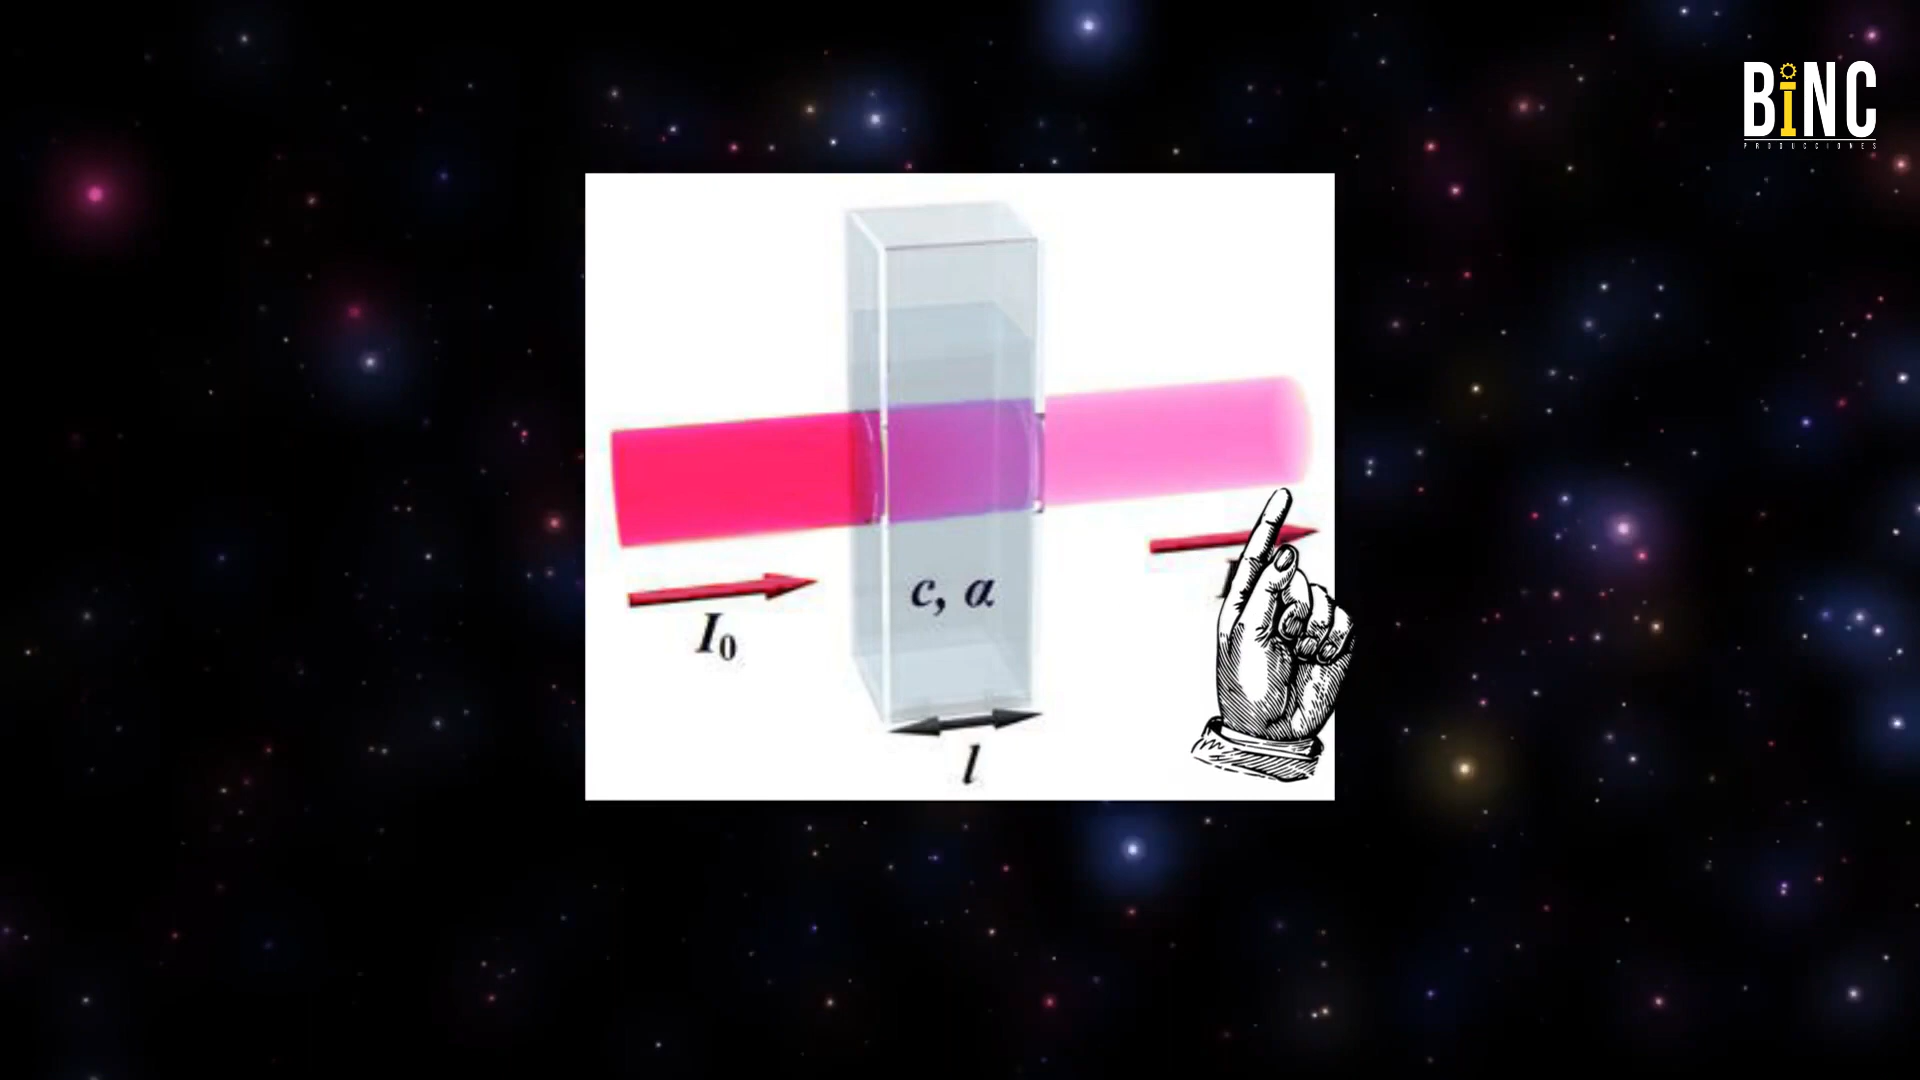 BiNC
PRODUCCIONES
c, α
I₀
l